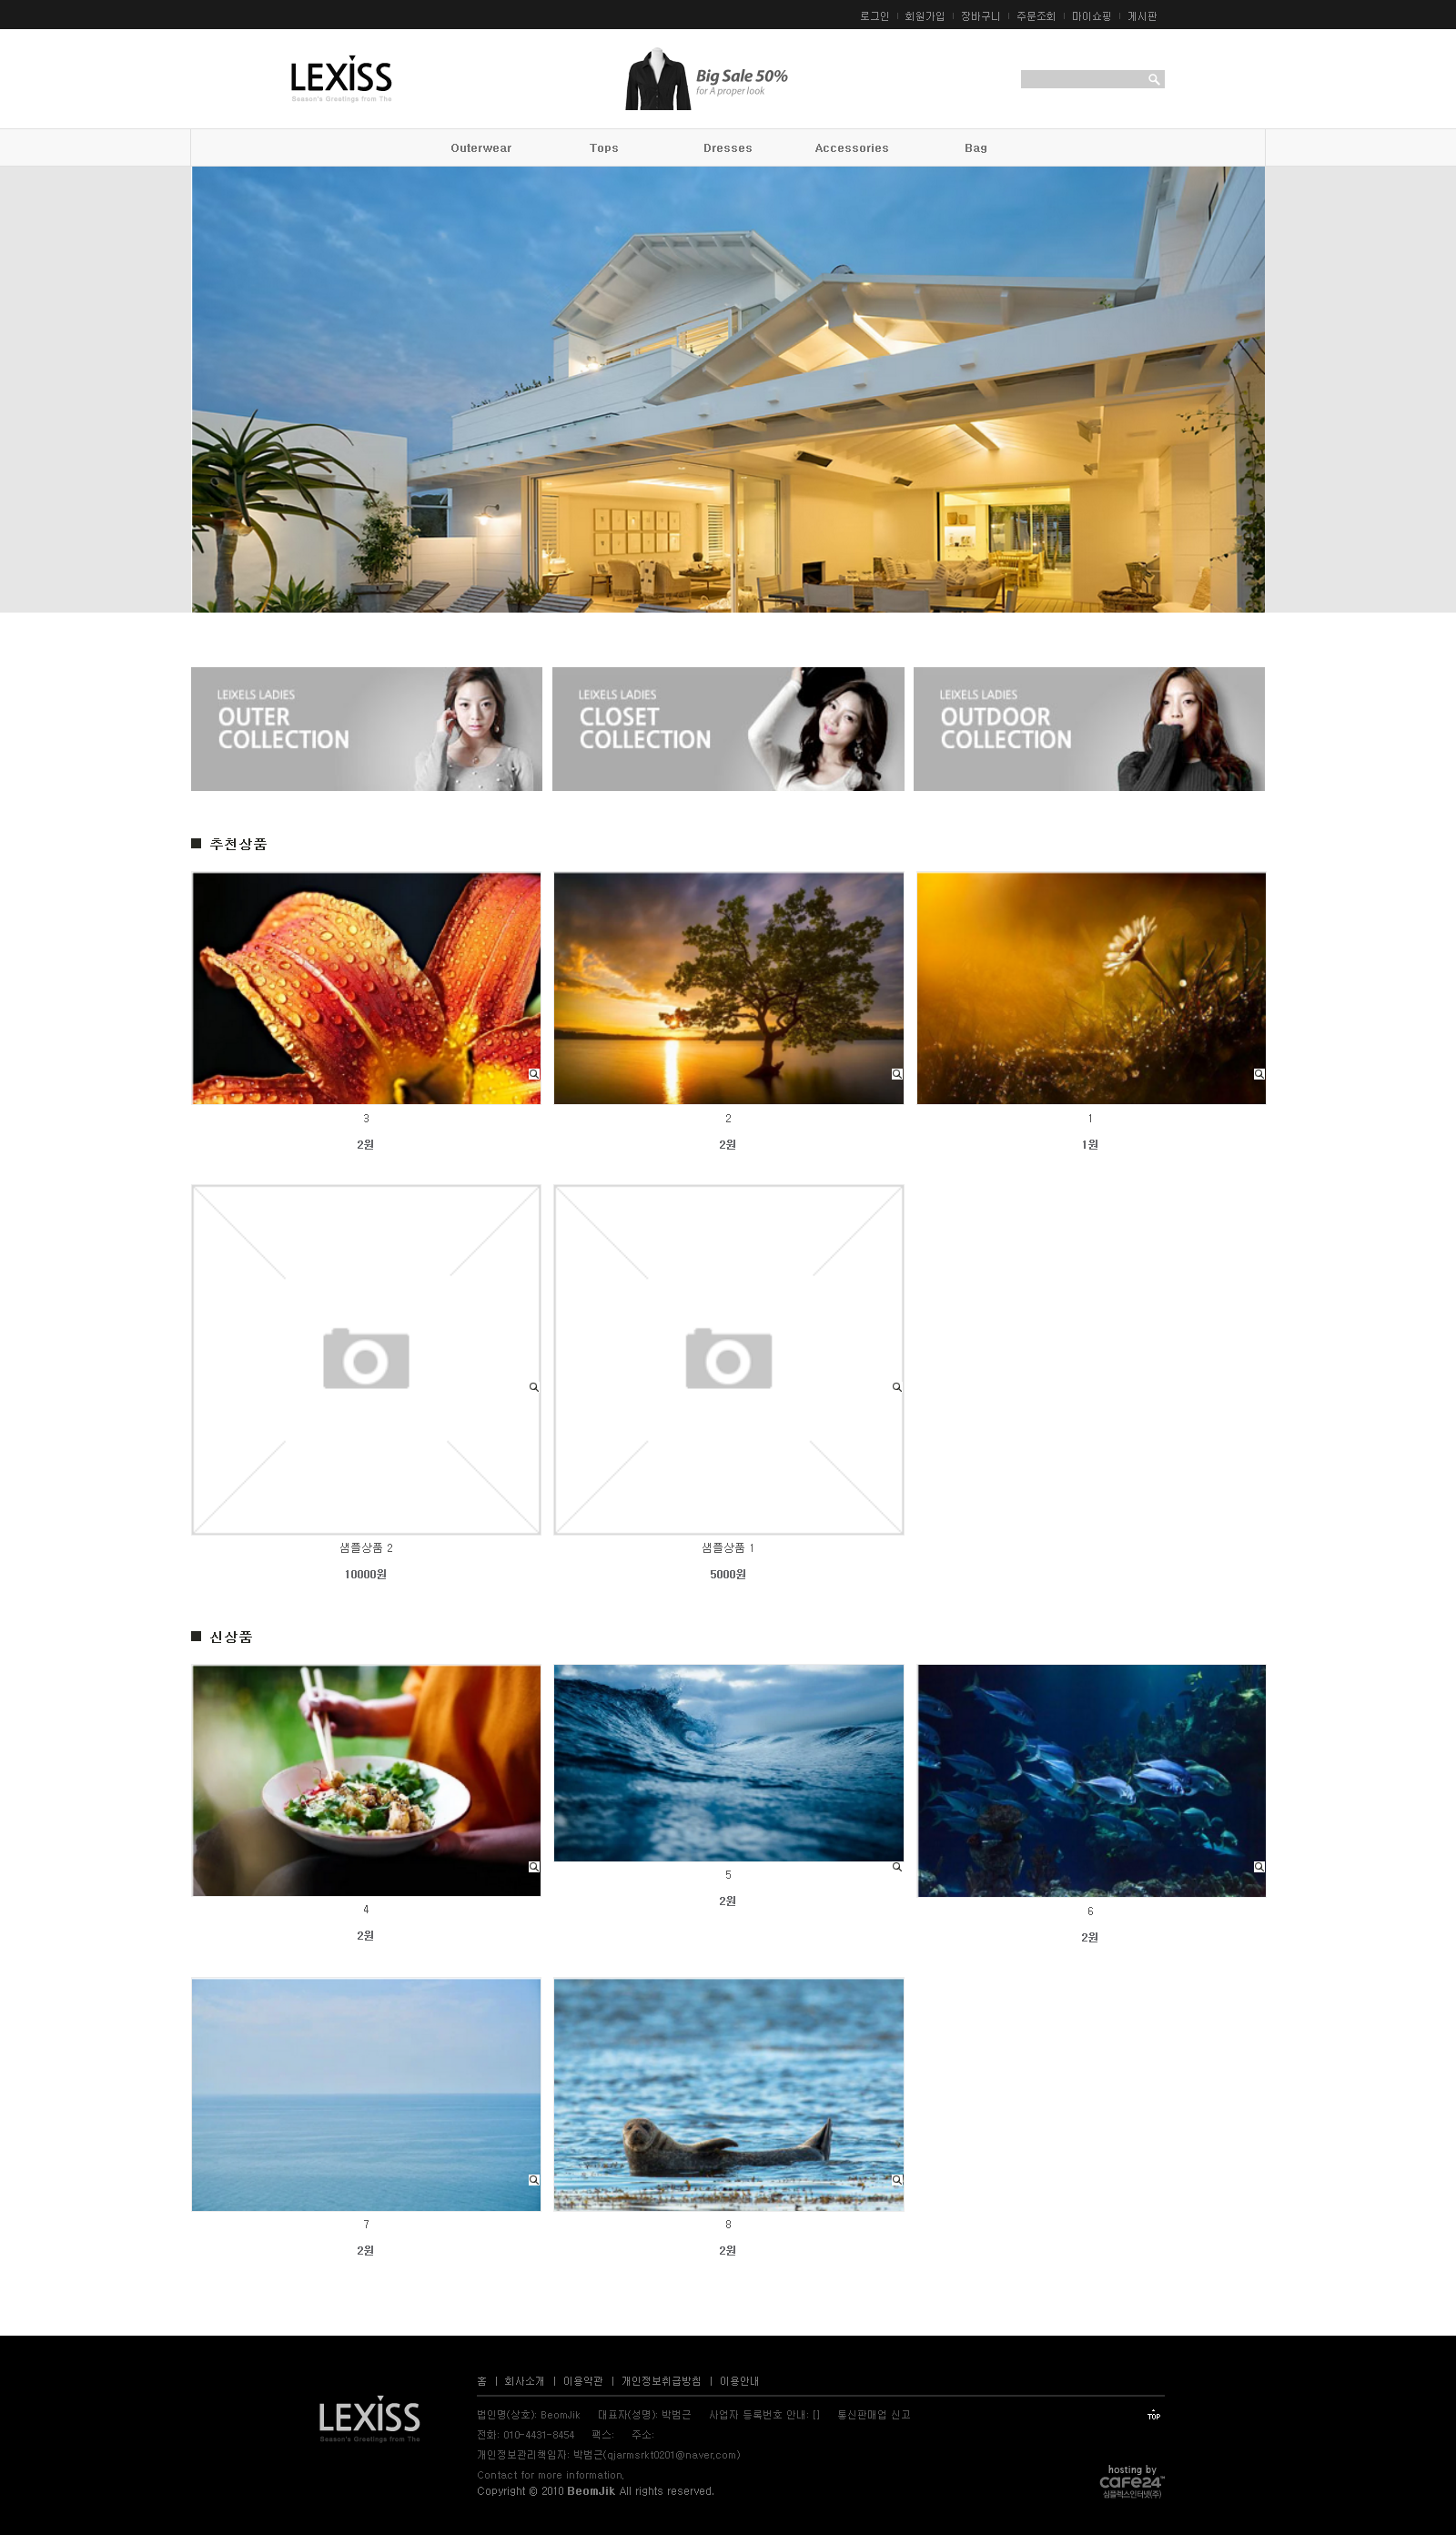 로그인 회원가입 장바구니 주문조회 마이쇼핑 게시판
LEXiSS
Season's Greetings from The
Big Sale 50%
for A proper look
Outerwear Tops Dresses Accessories Bag
LEIXELS LADIES
OUTER
COLLECTION
LEIXELS LADIES
CLOSET
COLLECTION
LEIXELS LADIES
OUTDOOR
COLLECTION
■ 추천상품
3
2원
2
2원
1
1원
샘플상품 2
10000원
샘플상품 1
5000원
■ 신상품
4
2원
5
2원
6
2원
7
2원
8
2원
홈 | 회사소개 | 이용약관 | 개인정보취급방침 | 이용안내
LEXiSS
Season's Greetings from The
법인명(상호): BeomJik 대표자(성명): 박범근 사업자 등록번호 안내: [] 통신판매업 신고
전화: 010-4431-8454 팩스: 주소:
개인정보관리책임자: 박범근(qjarmsrkt0201@naver.com)
Contact for more information.
Copyright © 2010 BeomJik All rights reserved.
TOP
hosting by
cafe24™
심플렉스인터넷(주)